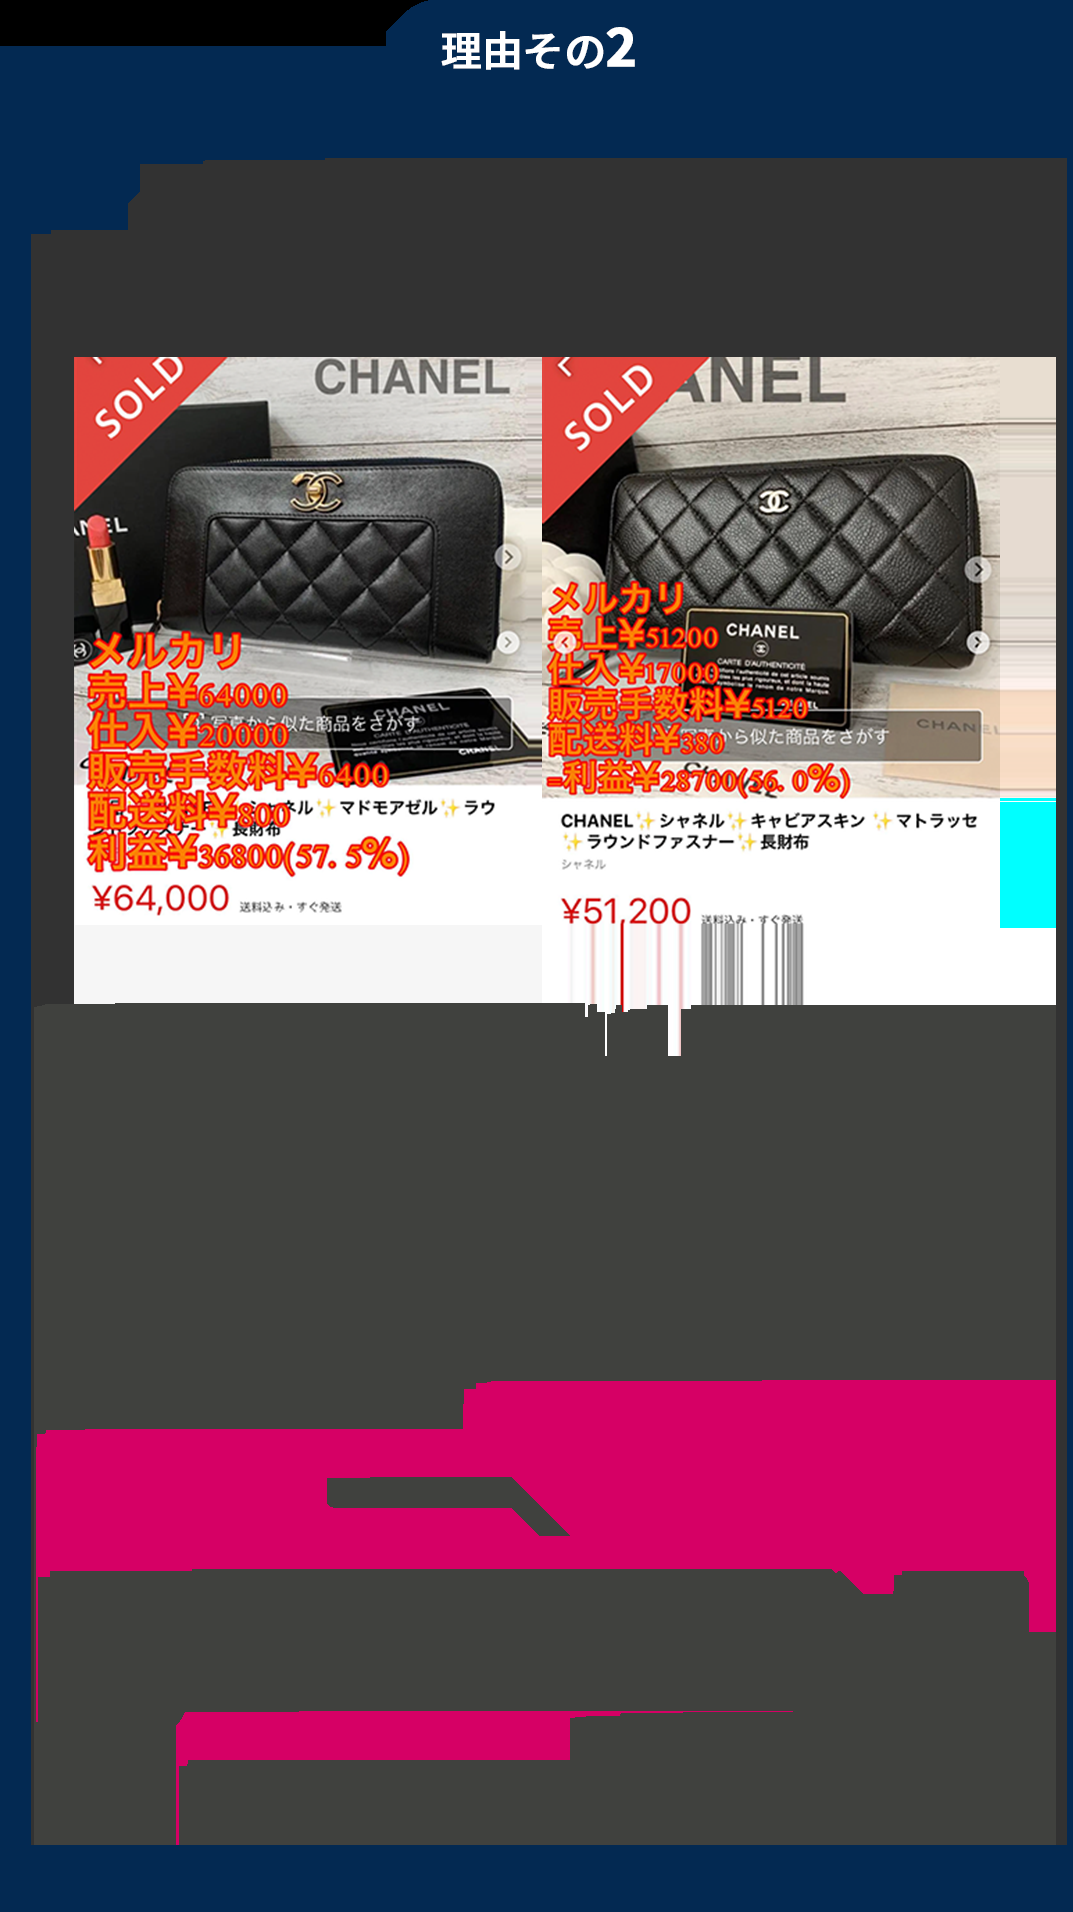 理由その2
SOLD
CHANEL
メルカリ
売上¥64000
仕入¥20000
販売手数料¥6400
配送料¥800
利益¥36800(57.5%)
写真から似た商品をさがす
シャネル✨マドモアゼル✨ラウ
✨長財布
¥64,000 送料込み・すぐ発送
SOLD
ANEL
CHANEL
CARTE D'AUTHENTICITE
メルカリ
売上¥51200
仕入¥17000
販売手数料¥5120
配送料¥380
=利益¥28700(56.0%)
から似た商品をさがす
CHANEL✨シャネル✨キャビアスキン ✨マトラッセ
✨ラウンドファスナー✨長財布
シャネル
¥51,200 送料込み・すぐ発送